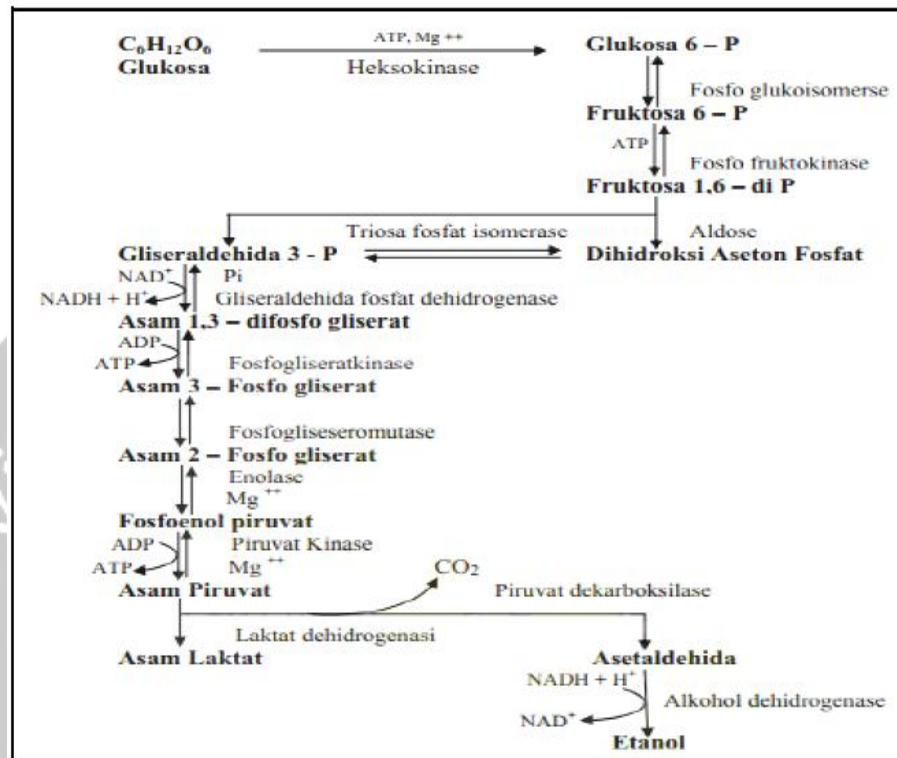 C₆H₁₂O₆
Glukosa
ATP, Mg ++
Heksokinase
Glukosa 6 – P
Fosfo glukoisomerse
Fruktosa 6 – P
ATP
Fosfo fruktokinase
Fruktosa 1,6 – di P
Triosa fosfat isomerase
Aldose
Gliseraldehida 3 - P
Dihidroksi Aseton Fosfat
NAD⁺
Pi
NADH + H⁺
Gliseraldehida fosfat dehidrogenase
Asam 1,3 – difosfo gliserat
ADP
ATP
Fosfogliseratkinase
Asam 3 – Fosfo gliserat
Fosfogliseseromutase
Asam 2 – Fosfo gliserat
Enolase
Mg ⁺⁺
Fosfoenol piruvat
ADP
Piruvat Kinase
ATP
Mg ⁺⁺
CO₂
Asam Piruvat
Piruvat dekarboksilase
Laktat dehidrogenasi
Asam Laktat
Asetaldehida
NADH + H⁺
Alkohol dehidrogenase
NAD⁺
Etanol